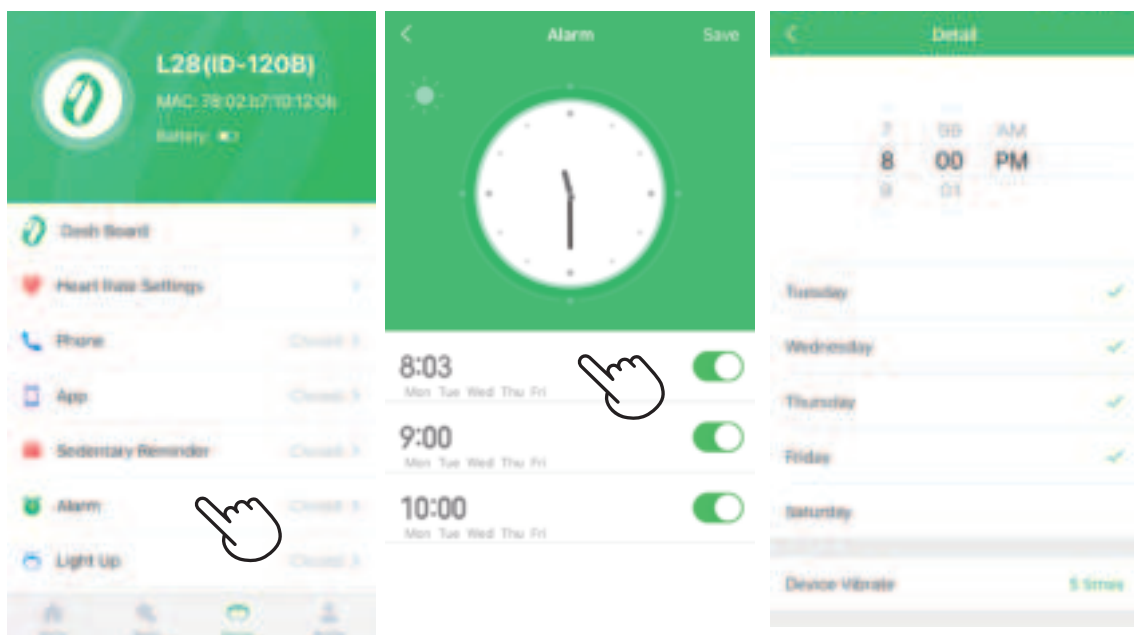 L28(ID-120B)
MAC: 78:02:b7:10:12:0b
Battery:
Dash Board
Heart Rate Settings
Phone Closed
App Closed
Sedentary Reminder Closed
Alarm Closed
Light Up Closed
Alarm Save
8:03
Mon Tue Wed Thu Fri
9:00
Mon Tue Wed Thu Fri
10:00
Mon Tue Wed Thu Fri
Detail
7 59 AM
8 00 PM
9 01
Tuesday
Wednesday
Thursday
Friday
Saturday
Device Vibrate 5 times